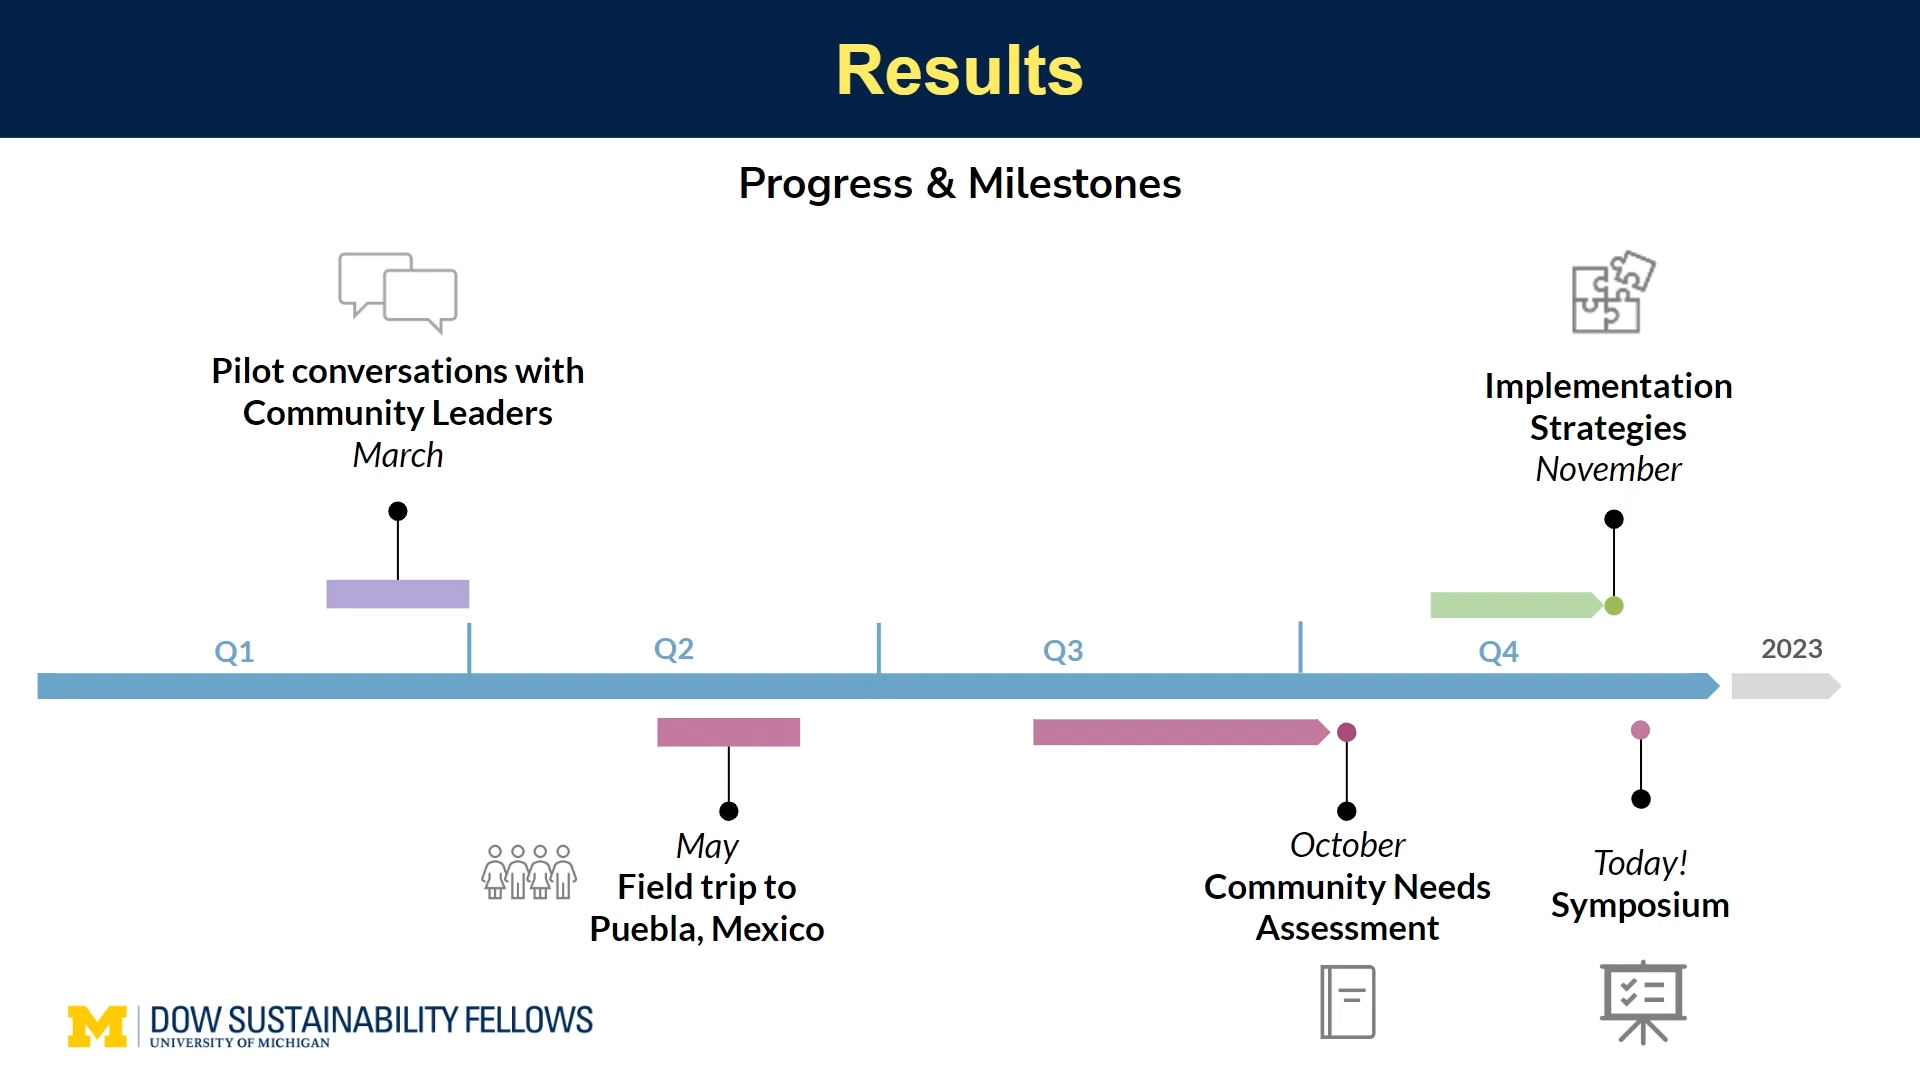 Results
Progress & Milestones
Pilot conversations with
Community Leaders
March
Implementation
Strategies
November
Q1
Q2
Q3
Q4
2023
May
Field trip to
Puebla, Mexico
October
Community Needs
Assessment
Today!
Symposium
M DOW SUSTAINABILITY FELLOWS
UNIVERSITY OF MICHIGAN